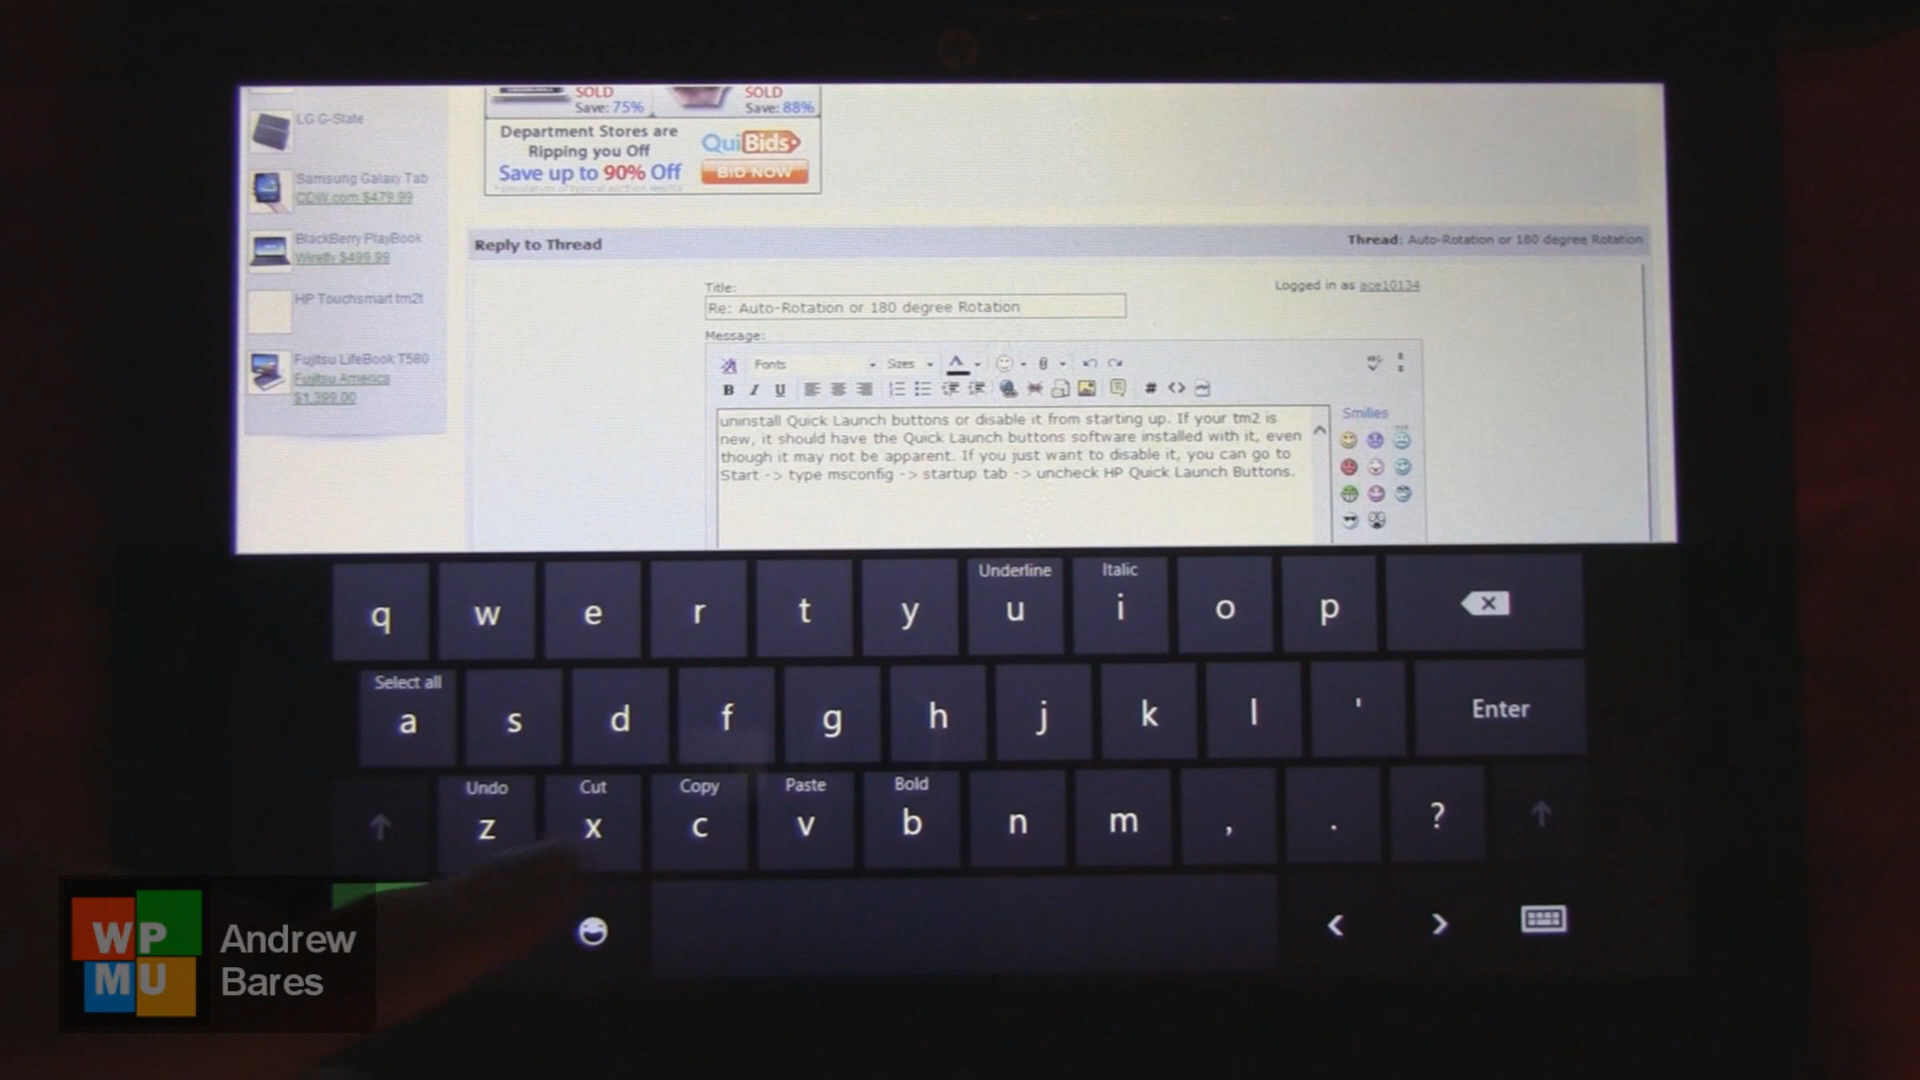 SOLD
Save: 75%
SOLD
Save: 88%
LG G-Slate
Department Stores are
Ripping you Off
Save up to 90% Off
QuiBids
BID NOW
*simulation of typical auction results
Samsung Galaxy Tab
CDW.com $479.99
BlackBerry PlayBook
Wirefly $499.99
HP Touchsmart tm2t
Fujitsu LifeBook T580
Fujitsu America
$1,399.00
Reply to Thread
Thread: Auto-Rotation or 180 degree Rotation
Logged in as ace10134
Title:
Re: Auto-Rotation or 180 degree Rotation
Message:
Fonts
Sizes
A
B I U
# <>
uninstall Quick Launch buttons or disable it from starting up. If your tm2 is
new, it should have the Quick Launch buttons software installed with it, even
though it may not be apparent. If you just want to disable it, you can go to
Start -> type msconfig -> startup tab -> uncheck HP Quick Launch Buttons.
Smilies
Underline
Italic
q w e r t y u i o p
Select all
a s d f g h j k l ' Enter
Undo Cut Copy Paste Bold
z x c v b n m , . ?
< >
WP
MU
Andrew
Bares